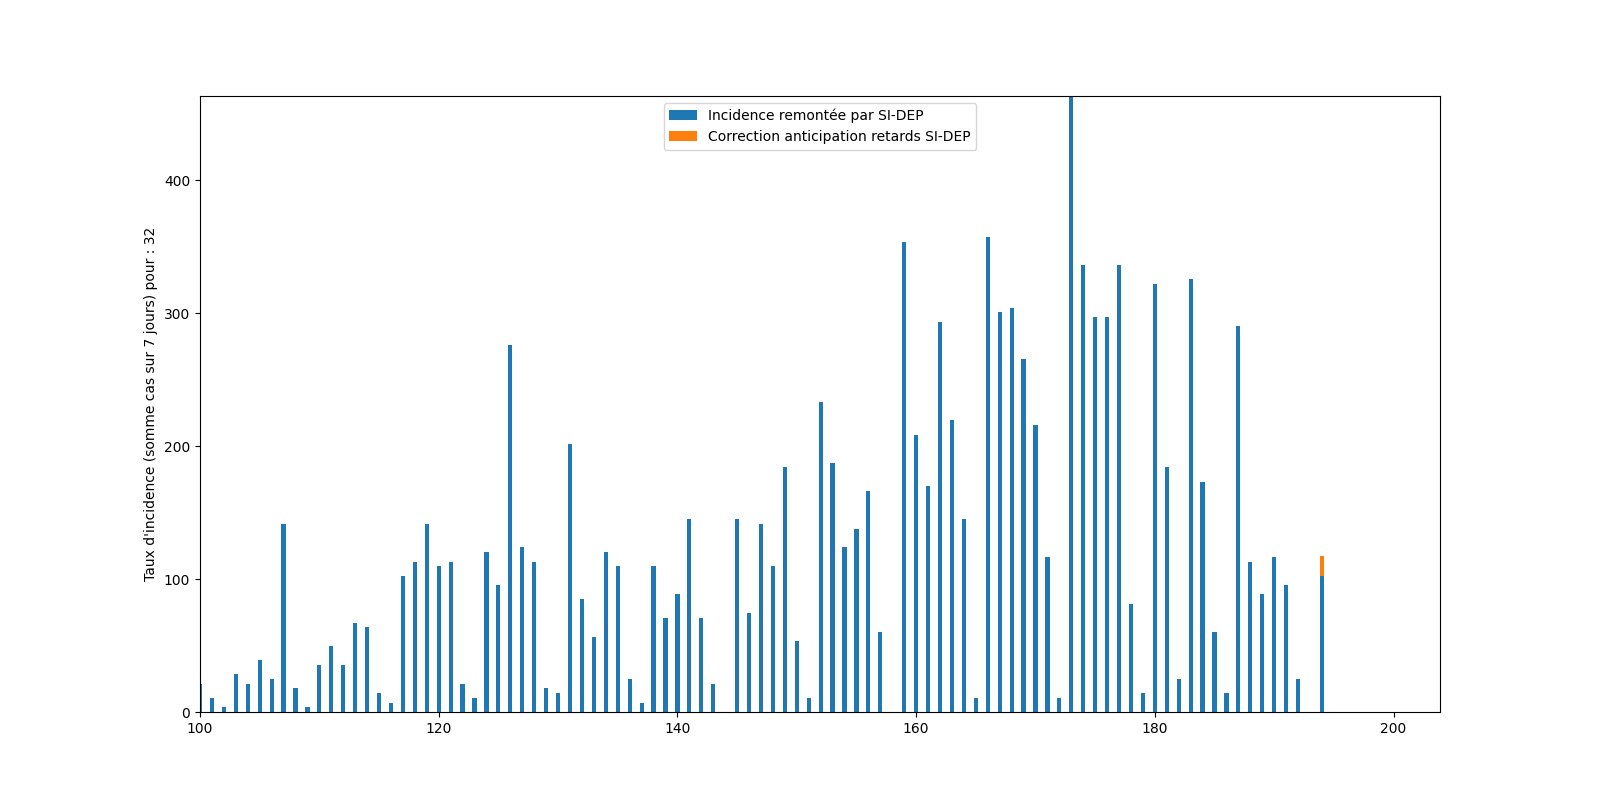 Incidence remontée par SI-DEP
Correction anticipation retards SI-DEP
Taux d'incidence (somme cas sur 7 jours) pour : 32
400
300
200
100
0
100 120 140 160 180 200